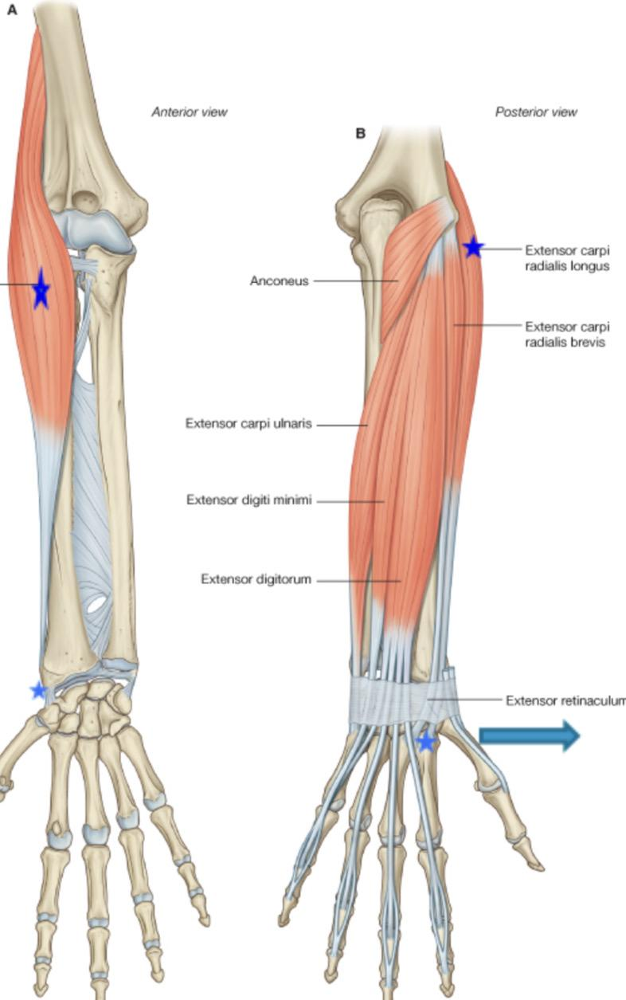 A
Anterior view
Posterior view
B
Extensor carpi
radialis longus
Anconeus
Extensor carpi
radialis brevis
Extensor carpi ulnaris
Extensor digiti minimi
Extensor digitorum
Extensor retinaculum